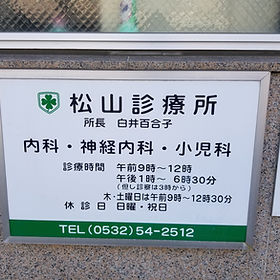 松山診療所
所長 白井百合子
内科・神経内科・小児科
診療時間 午前9時〜12時
午後1時〜6時30分
(但し診察は3時から)
木・土曜日は午前9時〜12時30分
休診日 日曜・祝日
TEL (0532) 54-2512